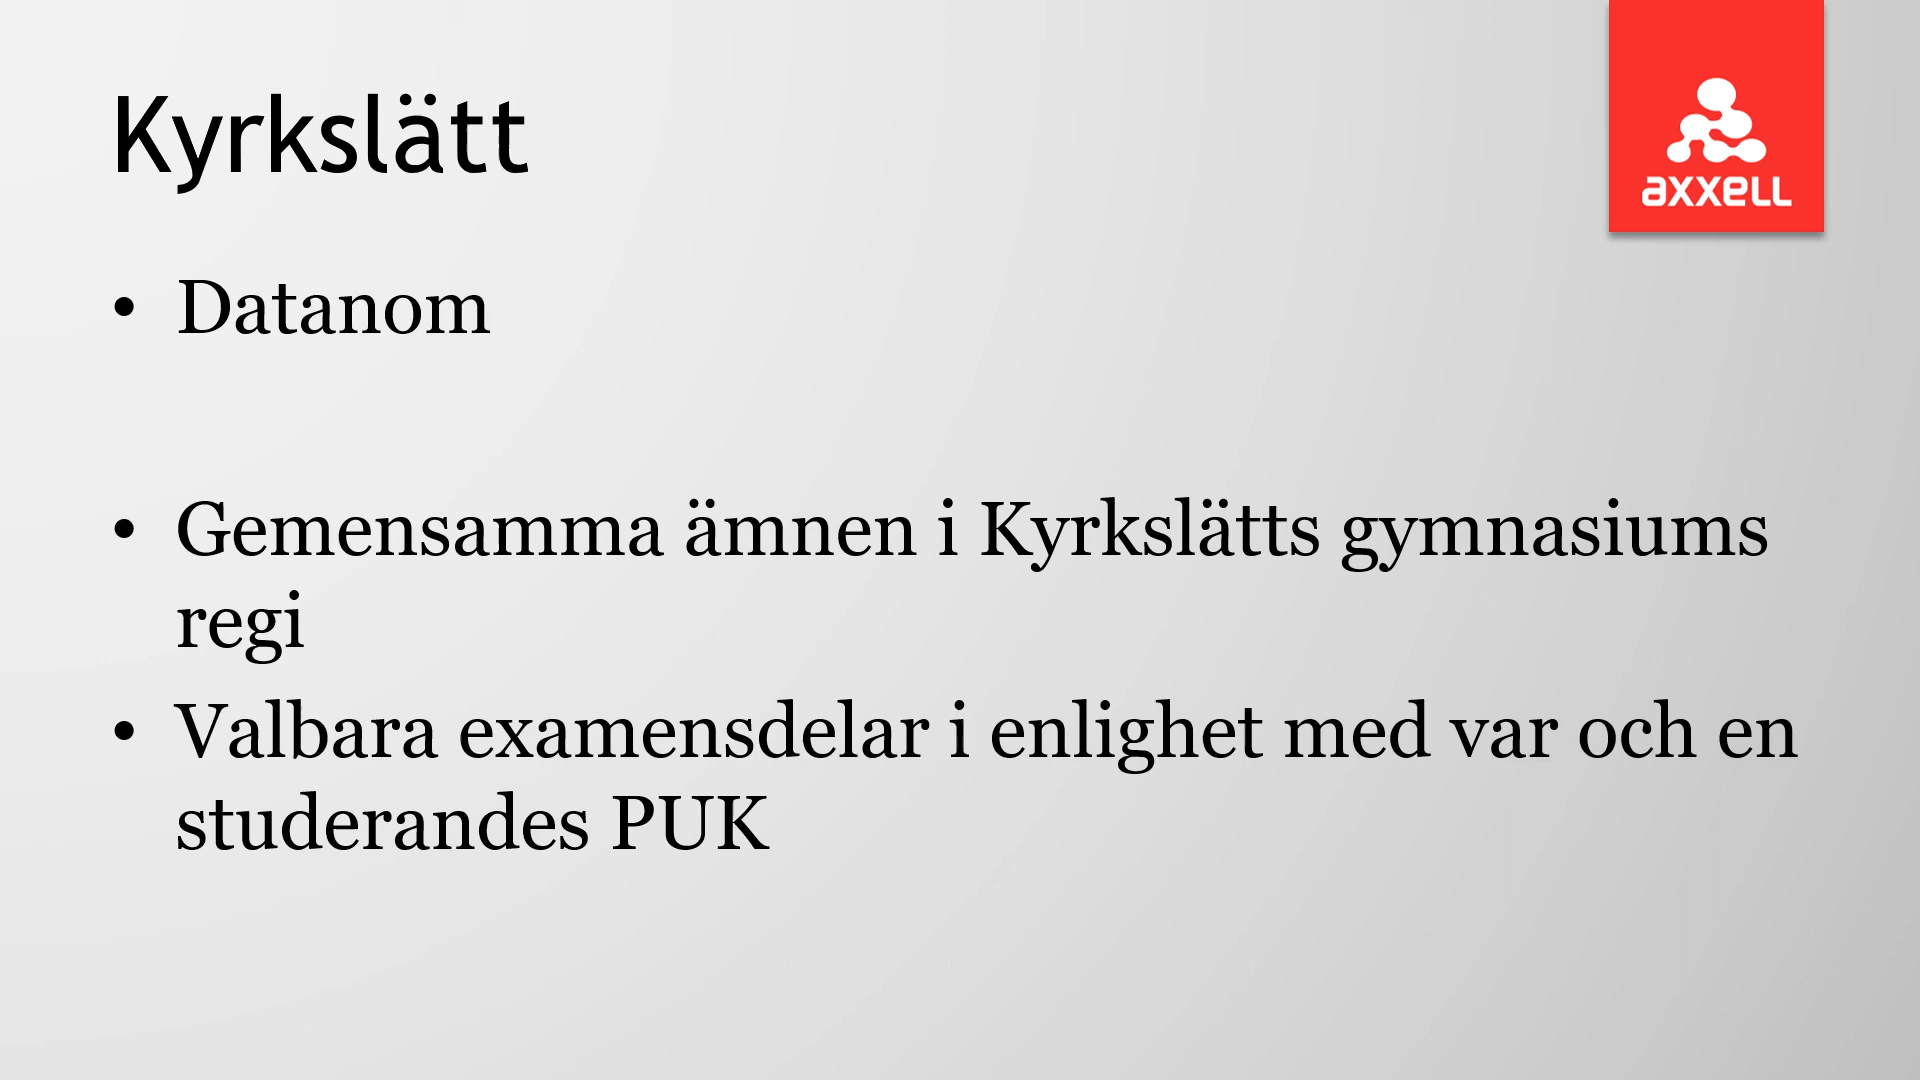 Kyrkslätt
axxell
• Datanom
• Gemensamma ämnen i Kyrkslätts gymnasiums
regi
• Valbara examensdelar i enlighet med var och en
studerandes PUK